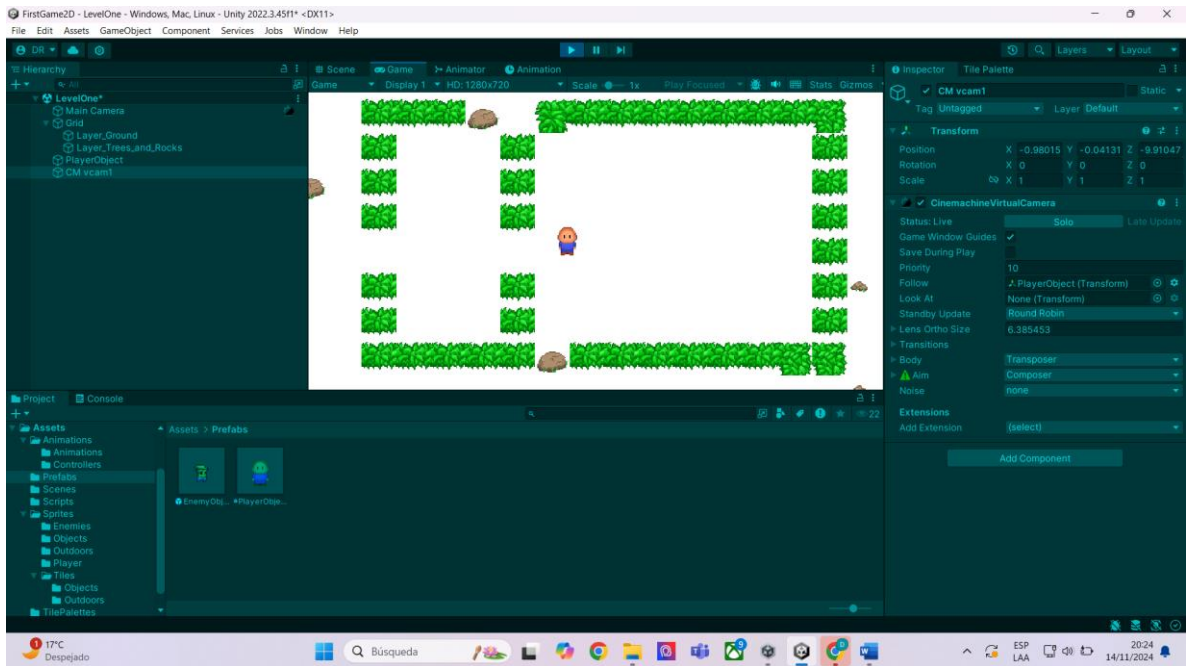 FirstGame2D - LevelOne - Windows, Mac, Linux - Unity 2022.3.45f1* <DX11>
File Edit Assets GameObject Component Services Jobs Window Help
DR Layers Layout
Hierarchy Scene Game Animator Animation Inspector Tile Palette
All Game Display 1 HD: 1280x720 Scale 1x Play Focused Stats Gizmos
LevelOne*
Main Camera
Grid
Layer_Ground
Layer_Trees_and_Rocks
PlayerObject
CM vcam1
CM vcam1 Static
Tag Untagged Layer Default
Transform
Position X -0.98015 Y -0.04131 Z -9.91047
Rotation X 0 Y 0 Z 0
Scale X 1 Y 1 Z 1
CinemachineVirtualCamera
Status: Live Solo Late Update
Game Window Guides
Save During Play
Priority 10
Follow PlayerObject (Transform)
Look At None (Transform)
Standby Update Round Robin
Lens Ortho Size 6.385453
Transitions
Body Transposer
Aim Composer
Noise none
Extensions
Add Extension (select)
Add Component
Project Console
22
Assets
Animations
Animations
Controllers
Prefabs
Scenes
Scripts
Sprites
Enemies
Objects
Outdoors
Player
Tiles
Objects
Outdoors
TilePalettes
Assets > Prefabs
EnemyObj... PlayerObje...
17°C
Despejado
Búsqueda
ESP
LAA
20:24
14/11/2024